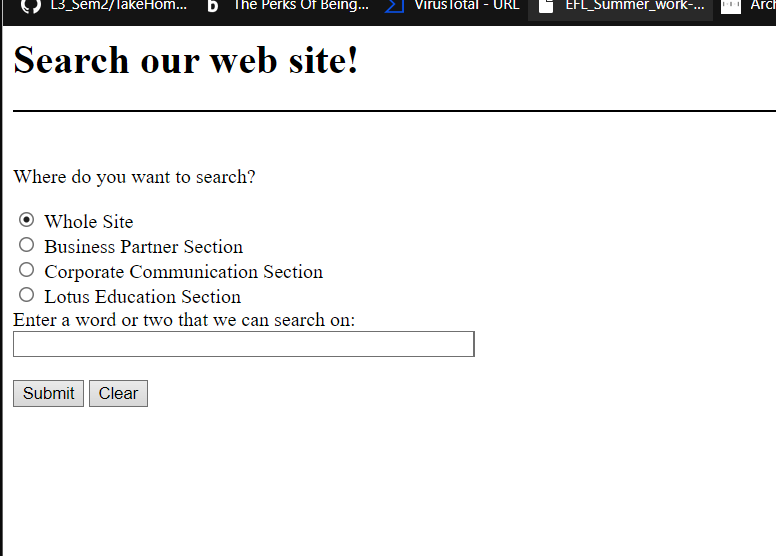 L3_Sem2/TakeHom... The Perks Of Being... VirusTotal - URL EFL_Summer_work-... Arc
Search our web site!
Where do you want to search?
Whole Site
Business Partner Section
Corporate Communication Section
Lotus Education Section
Enter a word or two that we can search on:
Submit Clear